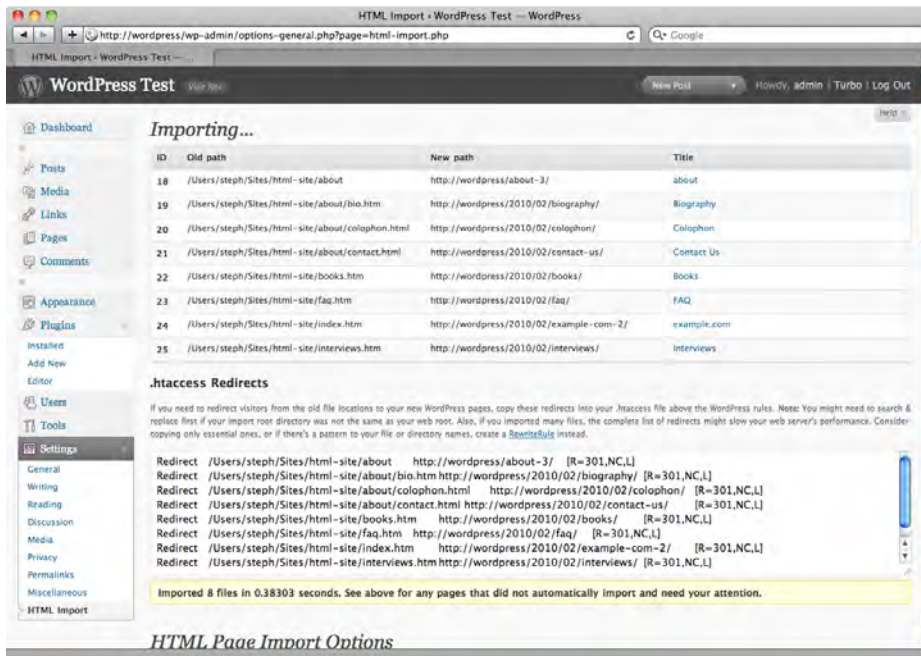 HTML Import ‹ WordPress Test — WordPress
http://wordpress/wp-admin/options-general.php?page=html-import.php
Google
HTML Import ‹ WordPress Test — ...
WordPress Test
Visit Site
New Post
Howdy, admin | Turbo | Log Out
Help
Dashboard
Posts
Media
Links
Pages
Comments
Appearance
Plugins
Installed
Add New
Editor
Users
Tools
Settings
General
Writing
Reading
Discussion
Media
Privacy
Permalinks
Miscellaneous
HTML Import
Importing...
ID Old path New path Title
18 /Users/steph/Sites/html-site/about http://wordpress/about-3/ about
19 /Users/steph/Sites/html-site/about/bio.htm http://wordpress/2010/02/biography/ Biography
20 /Users/steph/Sites/html-site/about/colophon.html http://wordpress/2010/02/colophon/ Colophon
21 /Users/steph/Sites/html-site/about/contact.html http://wordpress/2010/02/contact-us/ Contact Us
22 /Users/steph/Sites/html-site/books.htm http://wordpress/2010/02/books/ Books
23 /Users/steph/Sites/html-site/faq.htm http://wordpress/2010/02/faq/ FAQ
24 /Users/steph/Sites/html-site/index.htm http://wordpress/2010/02/example-com-2/ example.com
25 /Users/steph/Sites/html-site/interviews.htm http://wordpress/2010/02/interviews/ Interviews
.htaccess Redirects
If you need to redirect visitors from the old file locations to your new WordPress pages, copy these redirects into your .htaccess file above the WordPress rules. Note: You might need to search &
replace first if your import root directory was not the same as your web root. Also, if you imported many files, the complete list of redirects might slow your web server's performance. Consider
copying only essential ones, or if there's a pattern to your file or directory names, create a RewriteRule instead.
Redirect /Users/steph/Sites/html-site/about http://wordpress/about-3/ [R=301,NC,L]
Redirect /Users/steph/Sites/html-site/about/bio.htm http://wordpress/2010/02/biography/ [R=301,NC,L]
Redirect /Users/steph/Sites/html-site/about/colophon.html http://wordpress/2010/02/colophon/ [R=301,NC,L]
Redirect /Users/steph/Sites/html-site/about/contact.html http://wordpress/2010/02/contact-us/ [R=301,NC,L]
Redirect /Users/steph/Sites/html-site/books.htm http://wordpress/2010/02/books/ [R=301,NC,L]
Redirect /Users/steph/Sites/html-site/faq.htm http://wordpress/2010/02/faq/ [R=301,NC,L]
Redirect /Users/steph/Sites/html-site/index.htm http://wordpress/2010/02/example-com-2/ [R=301,NC,L]
Redirect /Users/steph/Sites/html-site/interviews.htm http://wordpress/2010/02/interviews/ [R=301,NC,L]
Imported 8 files in 0.38303 seconds. See above for any pages that did not automatically import and need your attention.
HTML Page Import Options